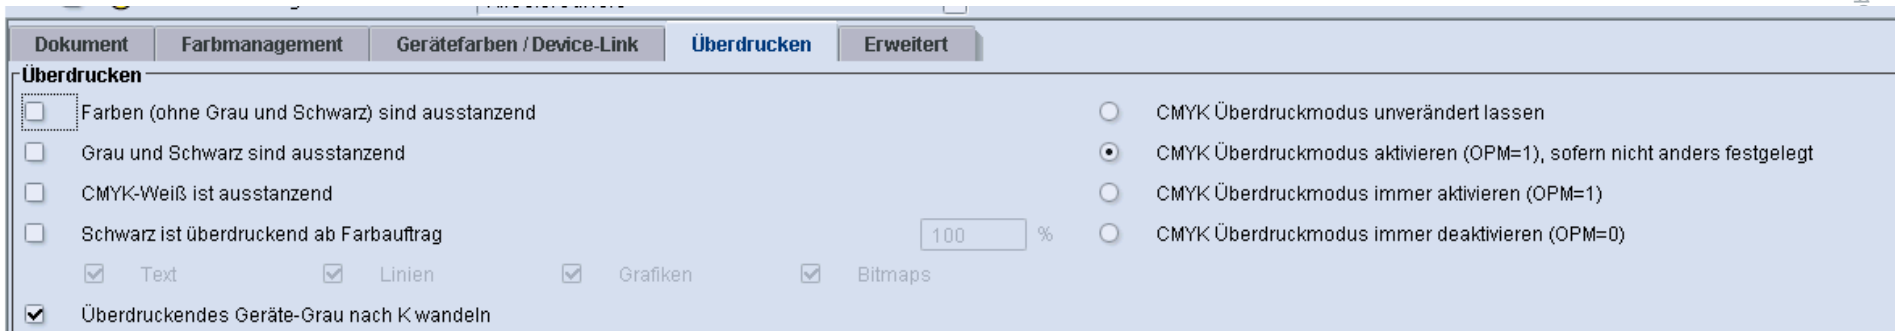 Dokument Farbmanagement Gerätefarben / Device-Link Überdrucken Erweitert
Überdrucken
Farben (ohne Grau und Schwarz) sind ausstanzend
CMYK Überdruckmodus unverändert lassen
Grau und Schwarz sind ausstanzend
CMYK Überdruckmodus aktivieren (OPM=1), sofern nicht anders festgelegt
CMYK-Weiß ist ausstanzend
CMYK Überdruckmodus immer aktivieren (OPM=1)
Schwarz ist überdruckend ab Farbauftrag 100 %
CMYK Überdruckmodus immer deaktivieren (OPM=0)
Text Linien Grafiken Bitmaps
Überdruckendes Geräte-Grau nach K wandeln